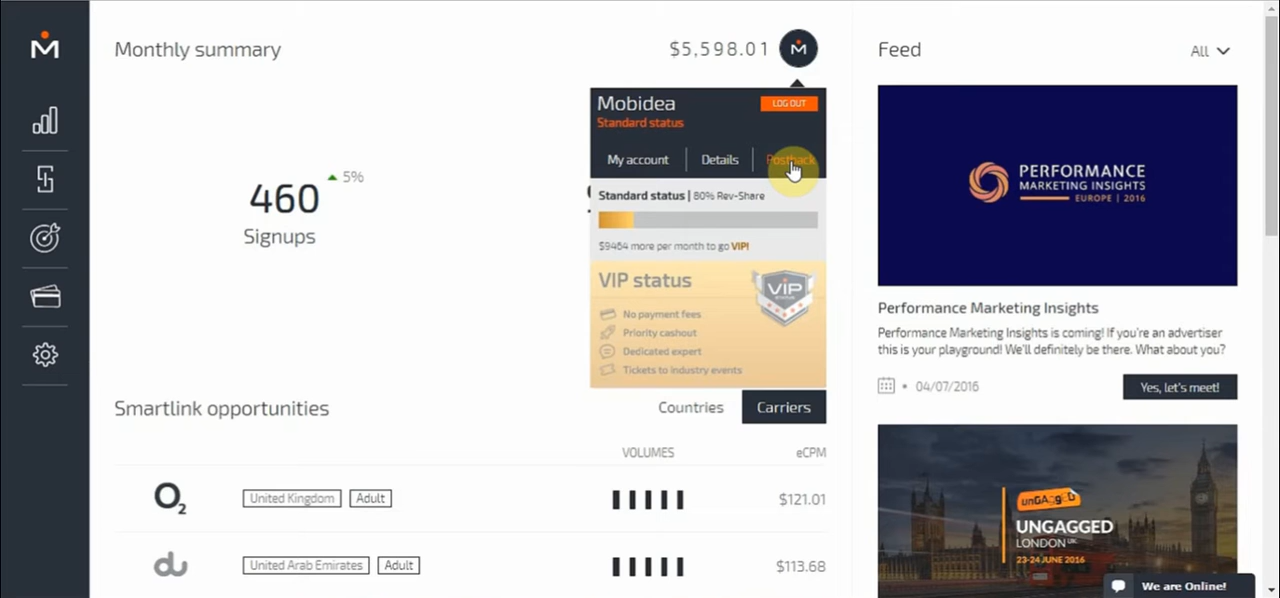 Monthly summary
$5,598.01
460
5%
Signups
Mobidea
LOG OUT
Standard status
My account
Details
Postback
Standard status | 80% Rev-Share
$9464 more per month to go VIP!
VIP status
VIP
STATUS
No payment fees
Priority cashout
Dedicated expert
Tickets to industry events
Smartlink opportunities
Countries
Carriers
VOLUMES
eCPM
O2
United Kingdom
Adult
$121.01
du
United Arab Emirates
Adult
$113.68
Feed
All
PERFORMANCE
MARKETING INSIGHTS
EUROPE | 2016
Performance Marketing Insights
Performance Marketing Insights is coming! If you're an advertiser
this is your playground! We'll definitely be there. What about you?
• 04/07/2016
Yes, let's meet!
unGAggeD
UNGAGGED
LONDON UK
23-24 JUNE 2016
We are Online!